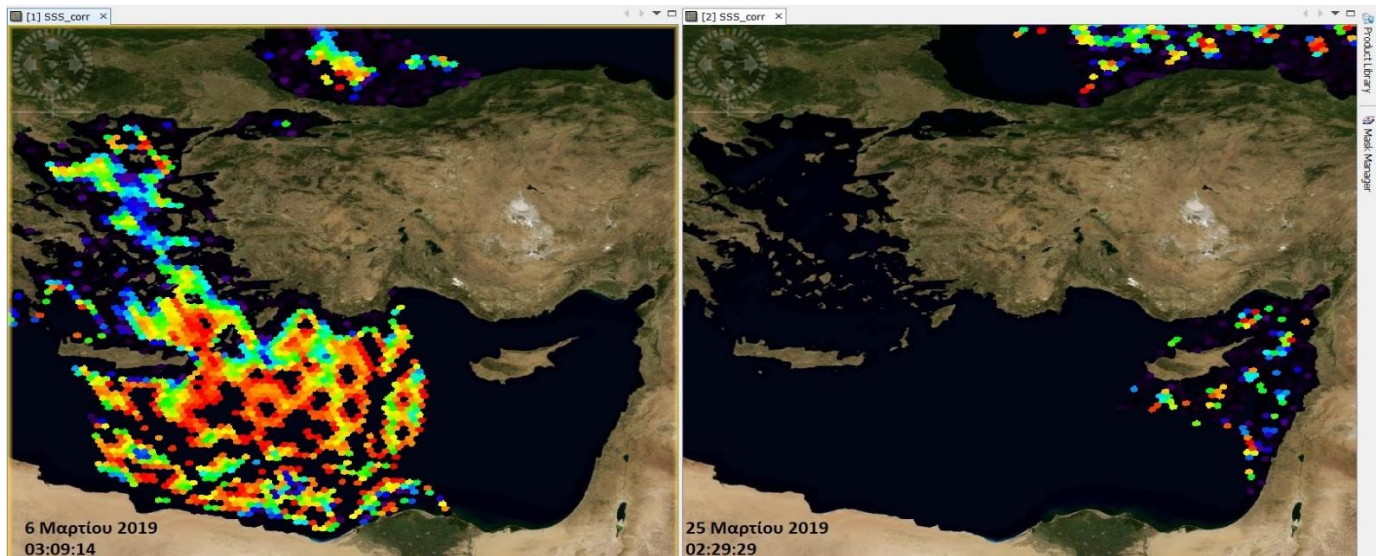 [1] SSS_corr
[2] SSS_corr
Product Library
Mask Manager
6 Μαρτίου 2019
03:09:14
25 Μαρτίου 2019
02:29:29